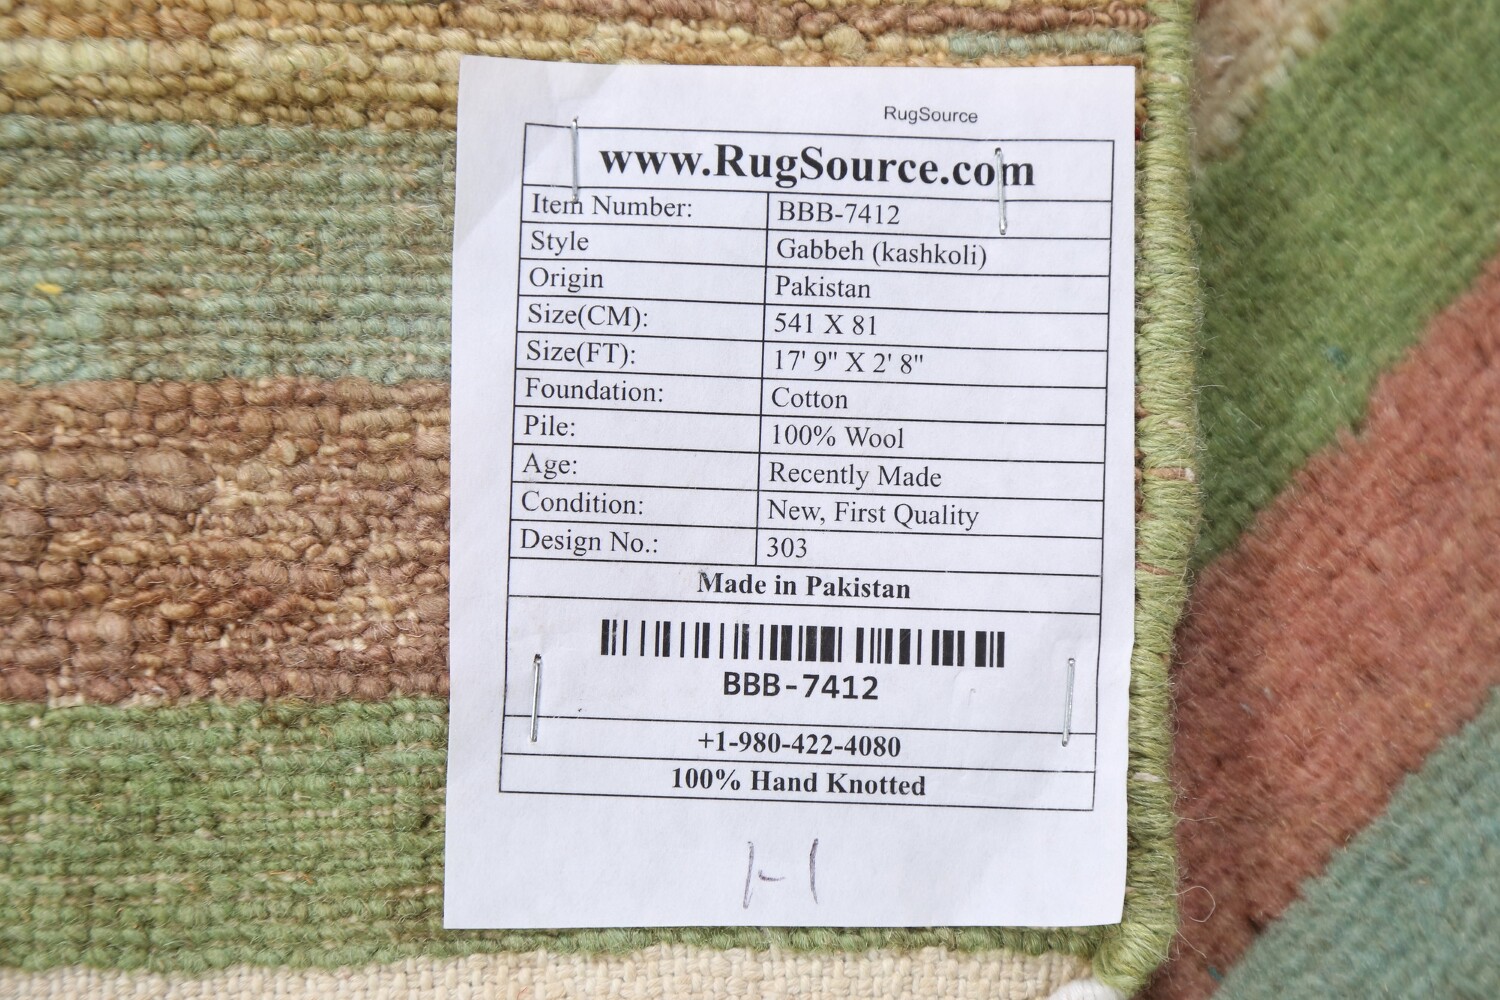 RugSource
www.RugSource.com
Item Number: BBB-7412
Style Gabbeh (kashkoli)
Origin Pakistan
Size(CM): 541 X 81
Size(FT): 17' 9" X 2' 8"
Foundation: Cotton
Pile: 100% Wool
Age: Recently Made
Condition: New, First Quality
Design No.: 303
Made in Pakistan
BBB-7412
+1-980-422-4080
100% Hand Knotted